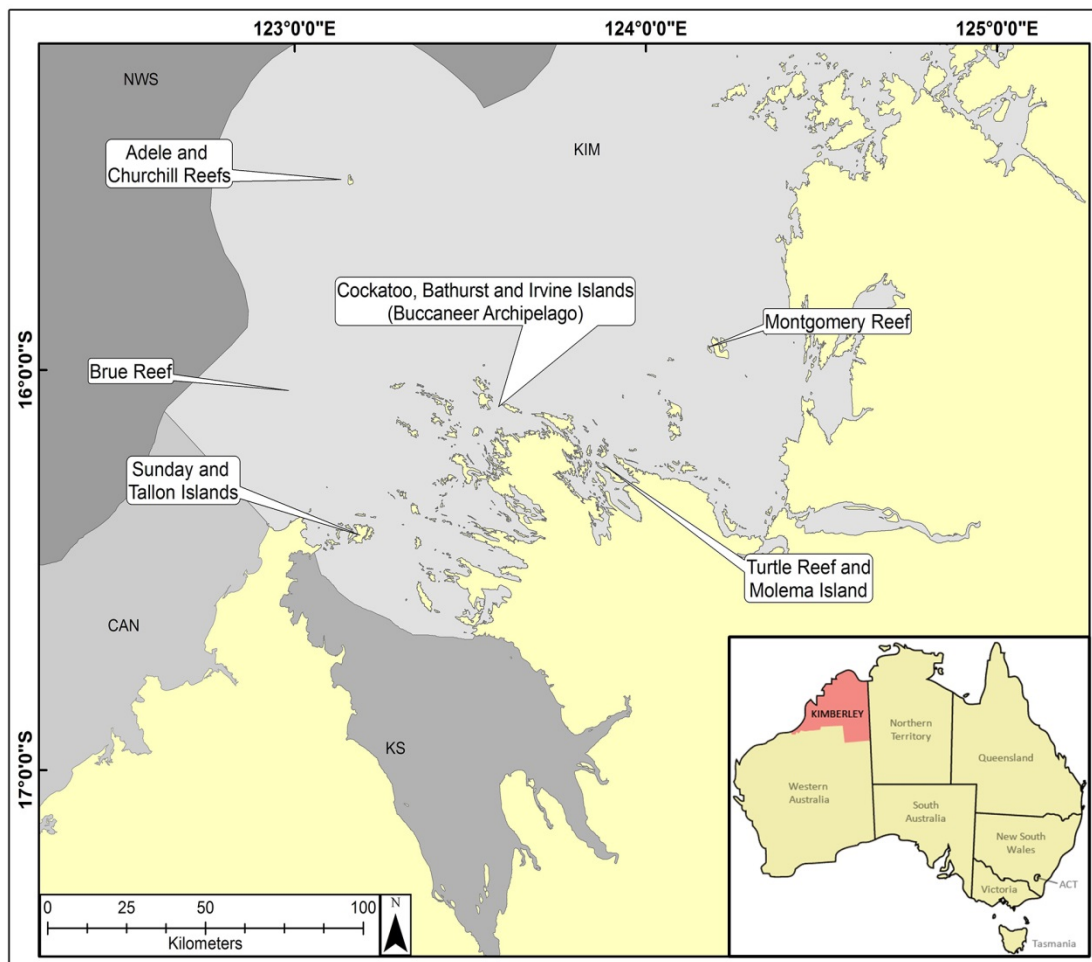 123°0'0"E
124°0'0"E
125°0'0"E
NWS
KIM
Adele and
Churchill Reefs
Cockatoo, Bathurst and Irvine Islands
(Buccaneer Archipelago)
Montgomery Reef
16°0'0"S
Brue Reef
Sunday and
Tallon Islands
Turtle Reef and
Molema Island
CAN
KS
17°0'0"S
KIMBERLEY
Northern
Territory
Queensland
Western
Australia
South
Australia
New South
Wales
ACT
Victoria
Tasmania
0 25 50 100
Kilometers
N